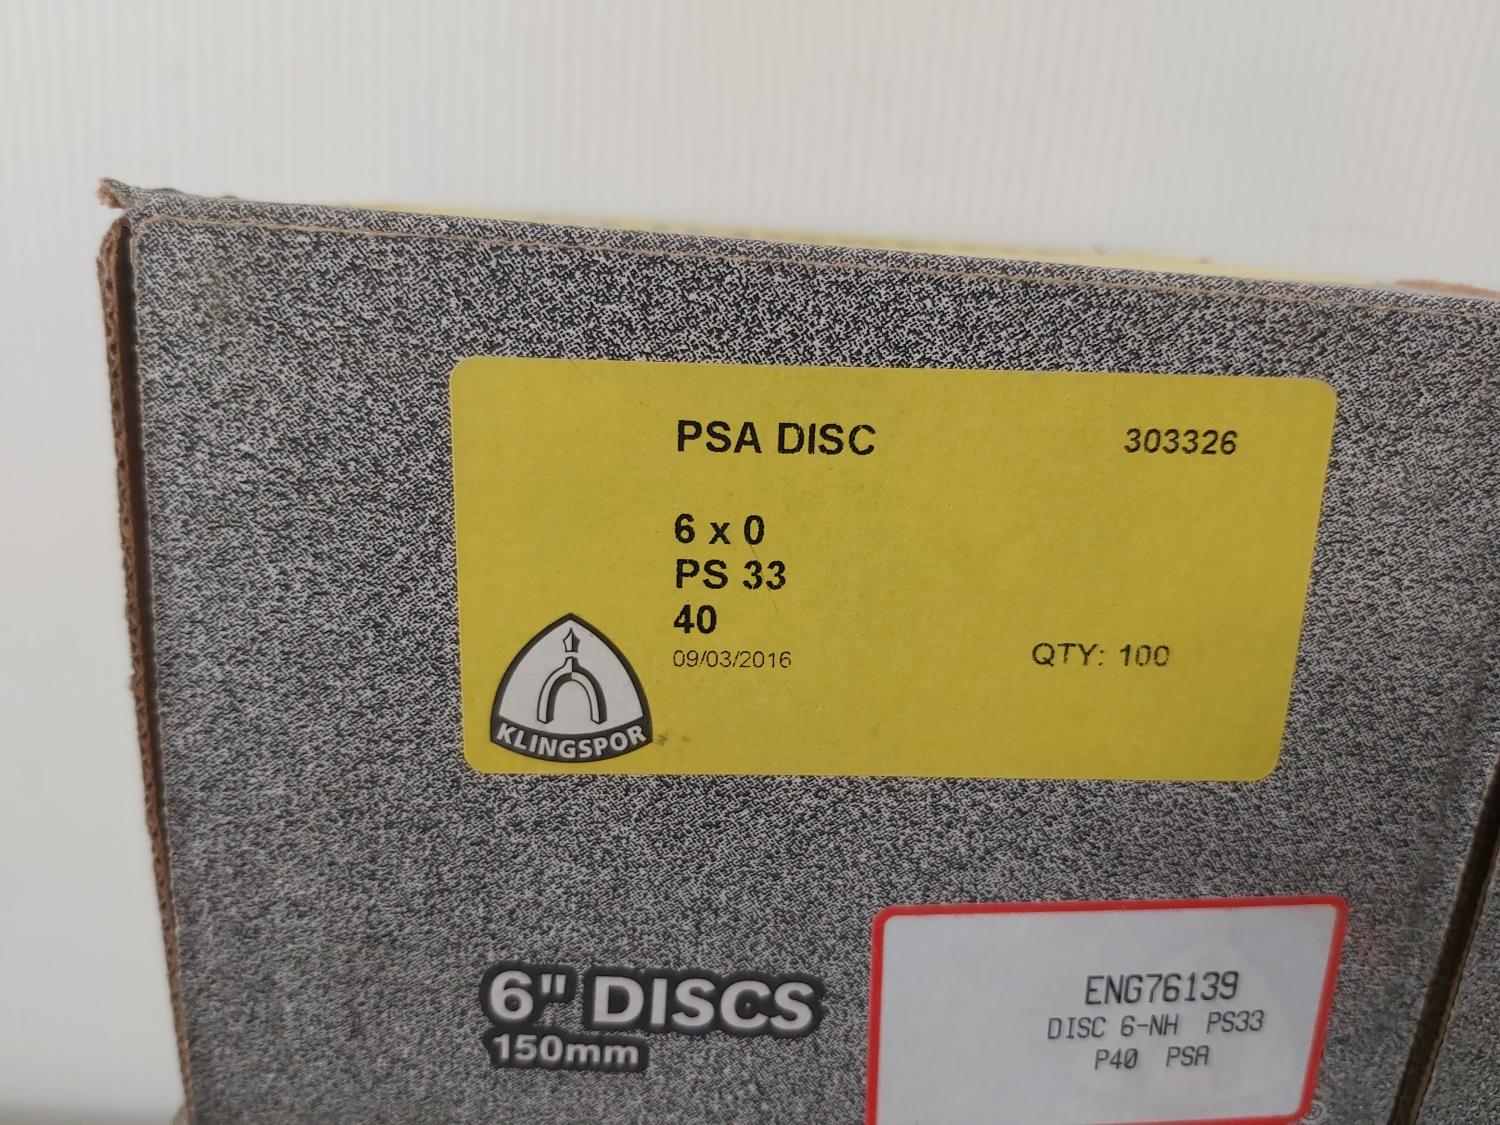 PSA DISC 303326
6 x 0
PS 33
40
09/03/2016 QTY: 100
KLINGSPOR
6" DISCS
150mm
ENG76139
DISC 6-NH PS33
P40 PSA
®